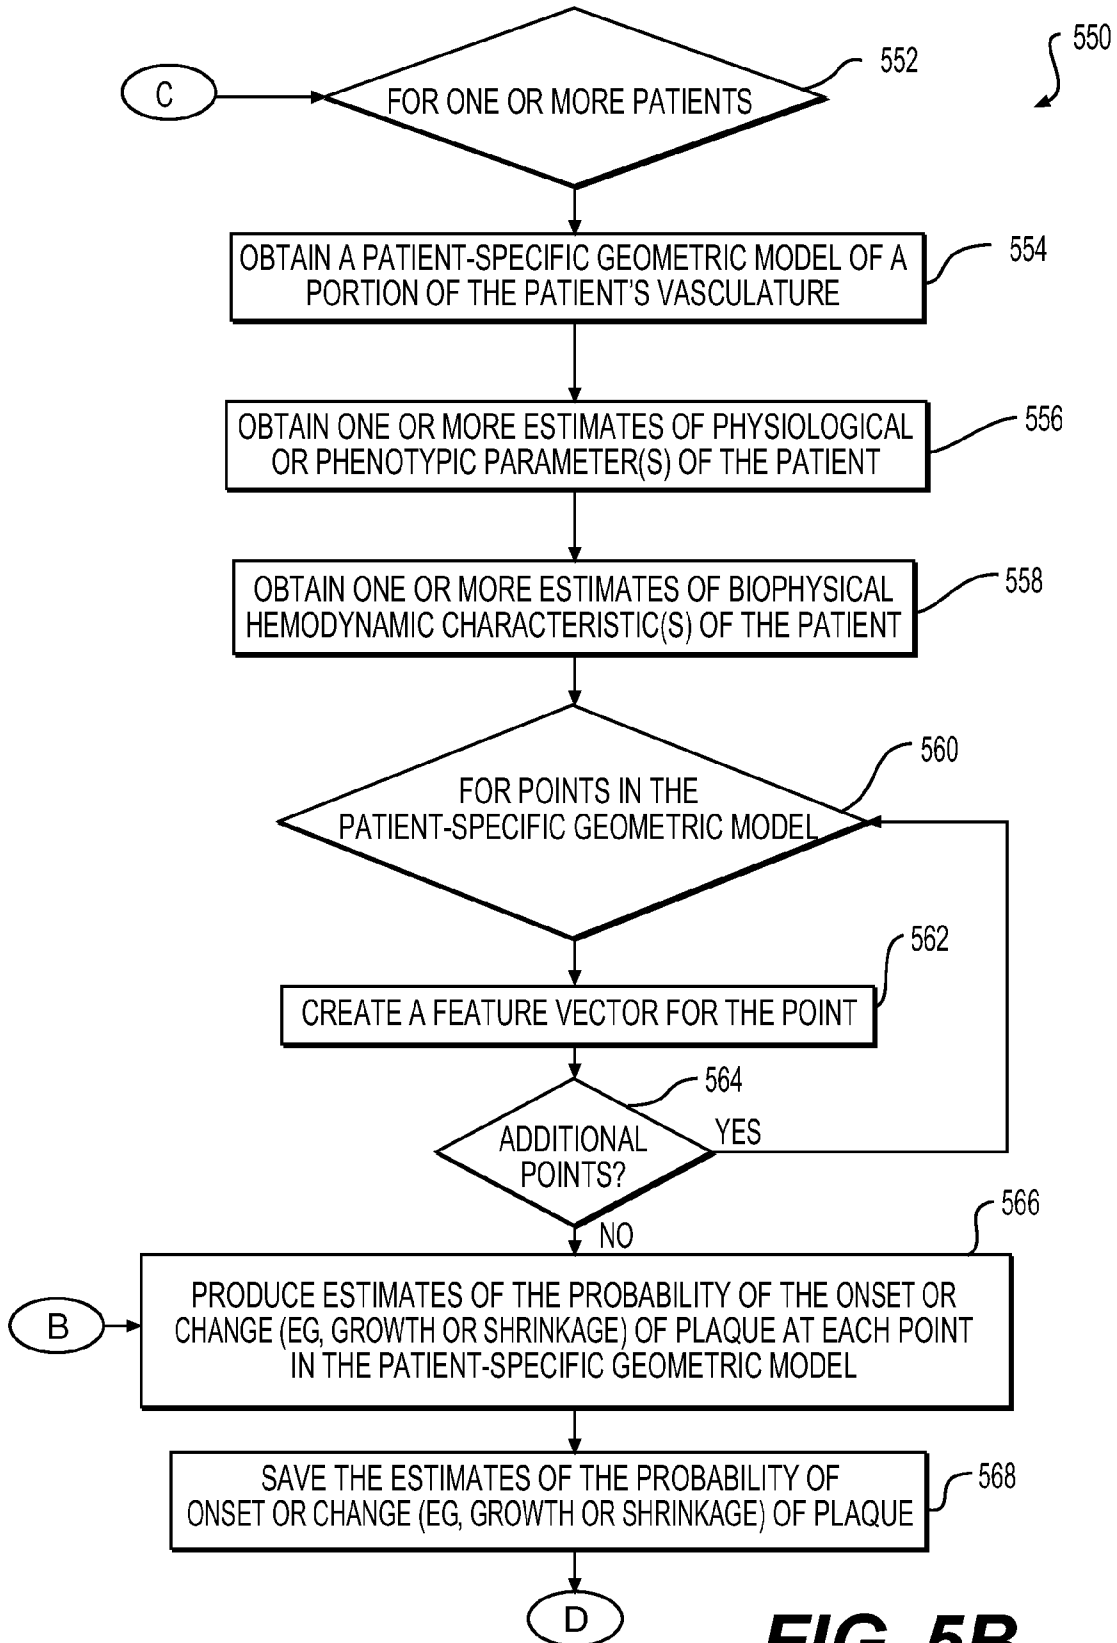 550
552
C
FOR ONE OR MORE PATIENTS
554
OBTAIN A PATIENT-SPECIFIC GEOMETRIC MODEL OF A
PORTION OF THE PATIENT'S VASCULATURE
556
OBTAIN ONE OR MORE ESTIMATES OF PHYSIOLOGICAL
OR PHENOTYPIC PARAMETER(S) OF THE PATIENT
558
OBTAIN ONE OR MORE ESTIMATES OF BIOPHYSICAL
HEMODYNAMIC CHARACTERISTIC(S) OF THE PATIENT
560
FOR POINTS IN THE
PATIENT-SPECIFIC GEOMETRIC MODEL
562
CREATE A FEATURE VECTOR FOR THE POINT
564
ADDITIONAL
POINTS?
YES
NO
566
B
PRODUCE ESTIMATES OF THE PROBABILITY OF THE ONSET OR
CHANGE (EG, GROWTH OR SHRINKAGE) OF PLAQUE AT EACH POINT
IN THE PATIENT-SPECIFIC GEOMETRIC MODEL
568
SAVE THE ESTIMATES OF THE PROBABILITY OF
ONSET OR CHANGE (EG, GROWTH OR SHRINKAGE) OF PLAQUE
D
FIG. 5B